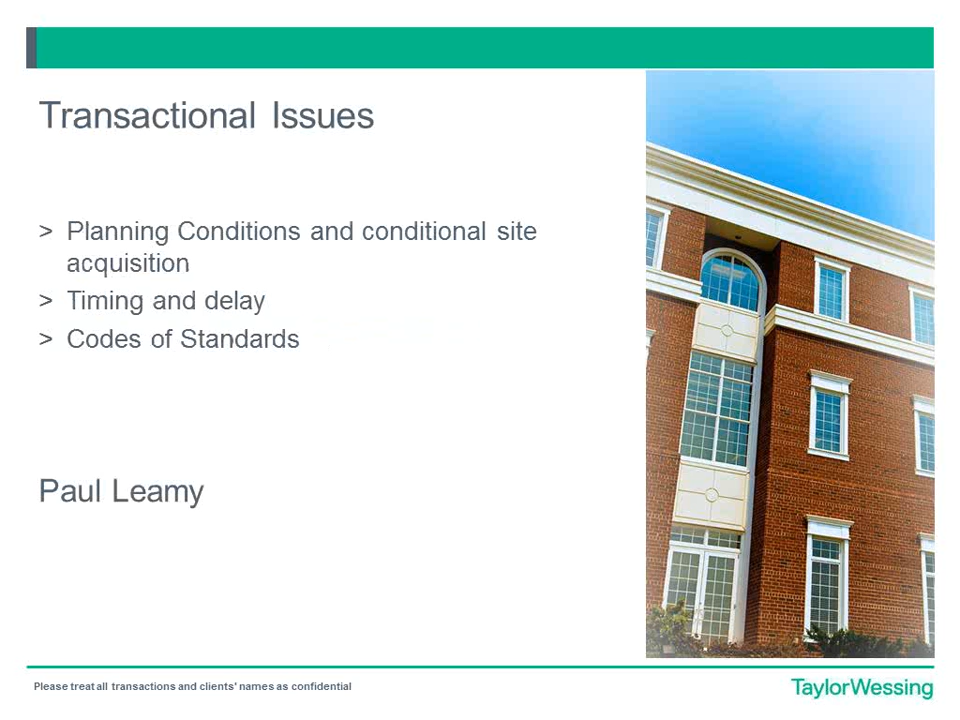 Transactional Issues
> Planning Conditions and conditional site
acquisition
> Timing and delay
> Codes of Standards
Paul Leamy
Please treat all transactions and clients' names as confidential
TaylorWessing